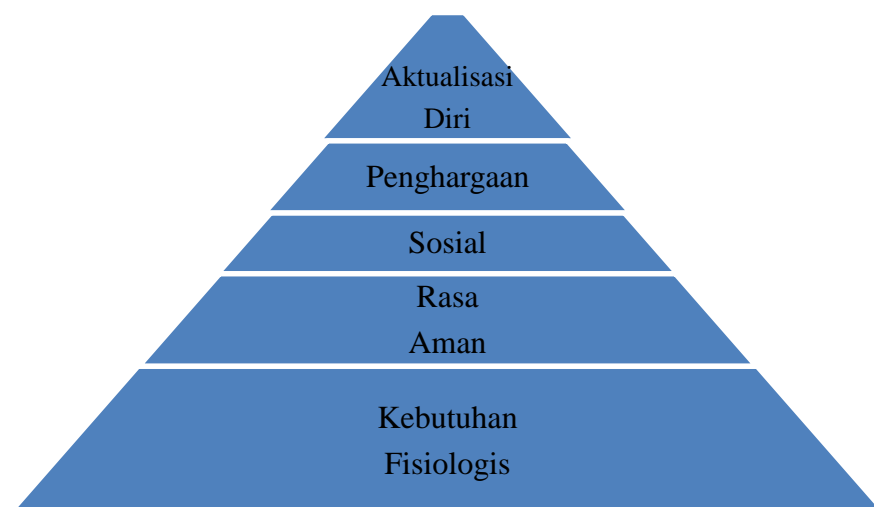 Aktualisasi
Diri
Penghargaan
Sosial
Rasa
Aman
Kebutuhan
Fisiologis